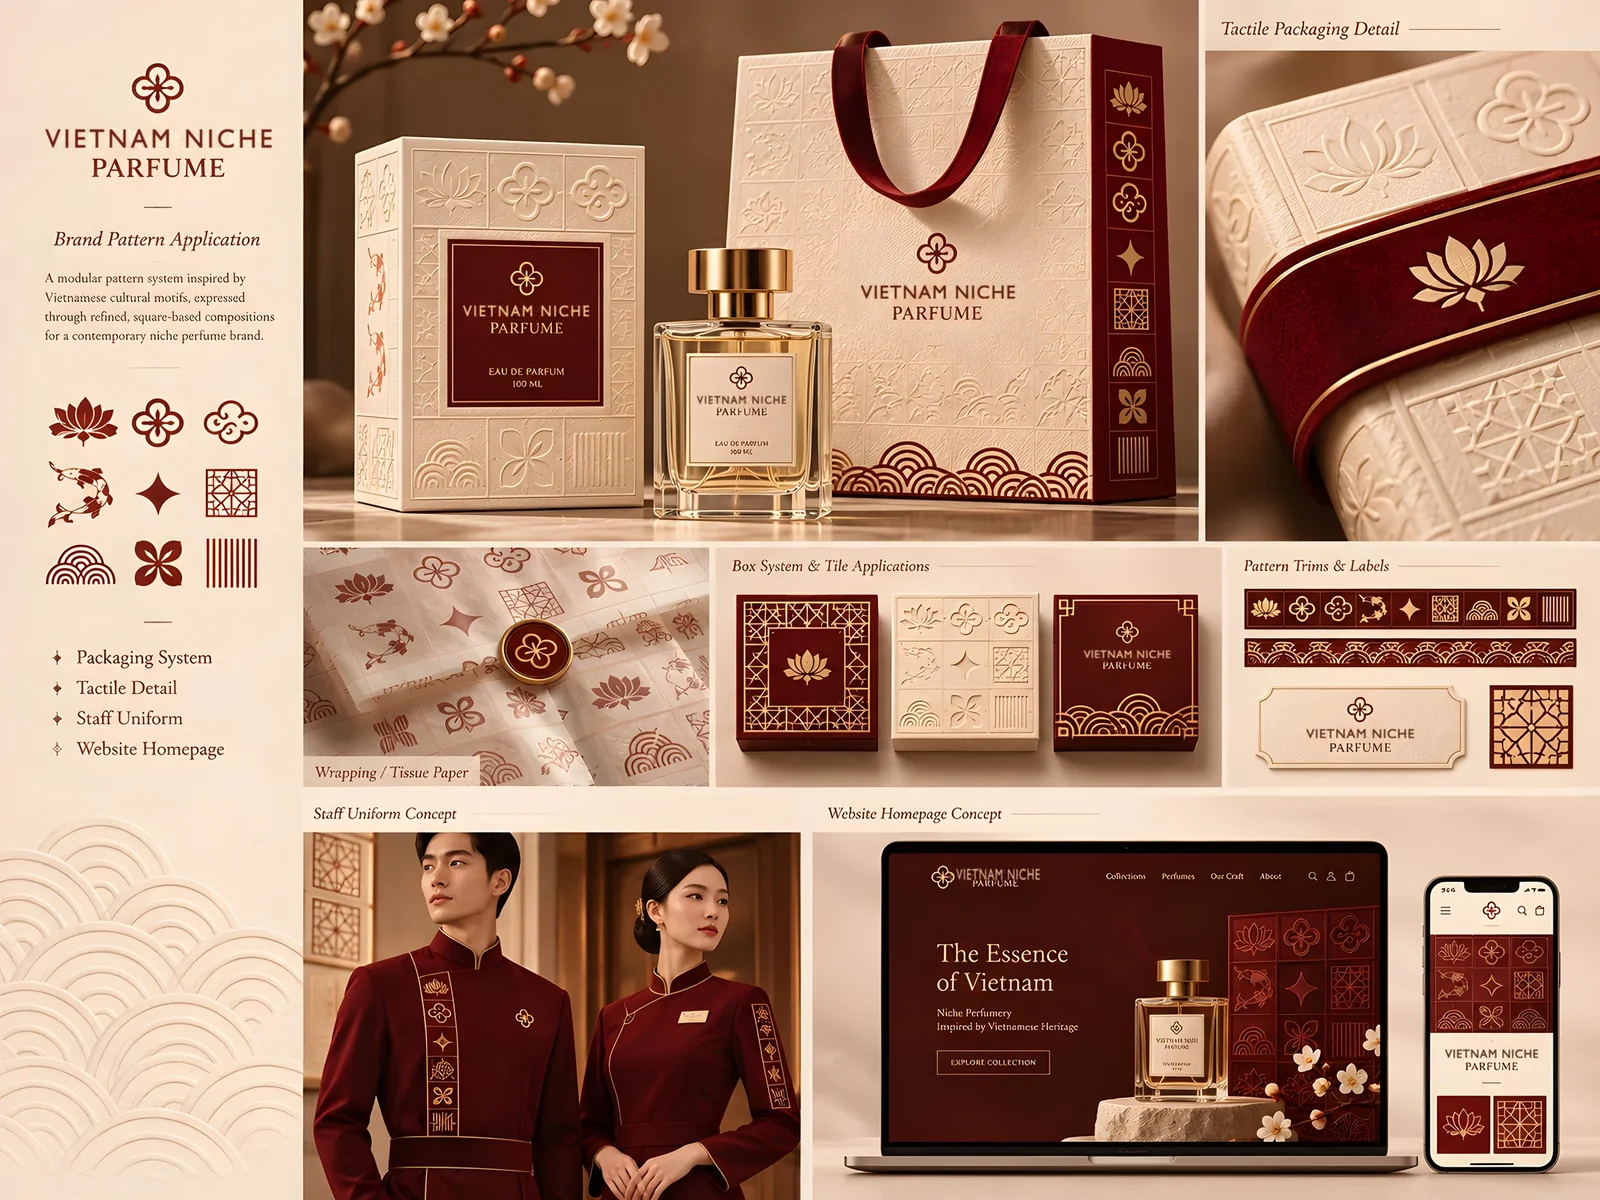 VIETNAM NICHE
PARFUME
Brand Pattern Application
A modular pattern system inspired by
Vietnamese cultural motifs, expressed
through refined, square-based compositions
for a contemporary niche perfume brand.
Packaging System
Tactile Detail
Staff Uniform
Website Homepage
VIETNAM NICHE
PARFUME
EAU DE PARFUM
100 ML
VIETNAM NICHE
PARFUME
EAU DE PARFUM
100 ML
VIETNAM NICHE
PARFUME
Tactile Packaging Detail
Wrapping / Tissue Paper
Box System & Tile Applications
VIETNAM NICHE
PARFUME
Pattern Trims & Labels
VIETNAM NICHE
PARFUME
Staff Uniform Concept
Website Homepage Concept
VIETNAM NICHE
PARFUME
Collections Perfumes Our Craft About
The Essence
of Vietnam
Niche Perfumery
Inspired by Vietnamese Heritage
EXPLORE COLLECTION
VIETNAM NICHE
PARFUME